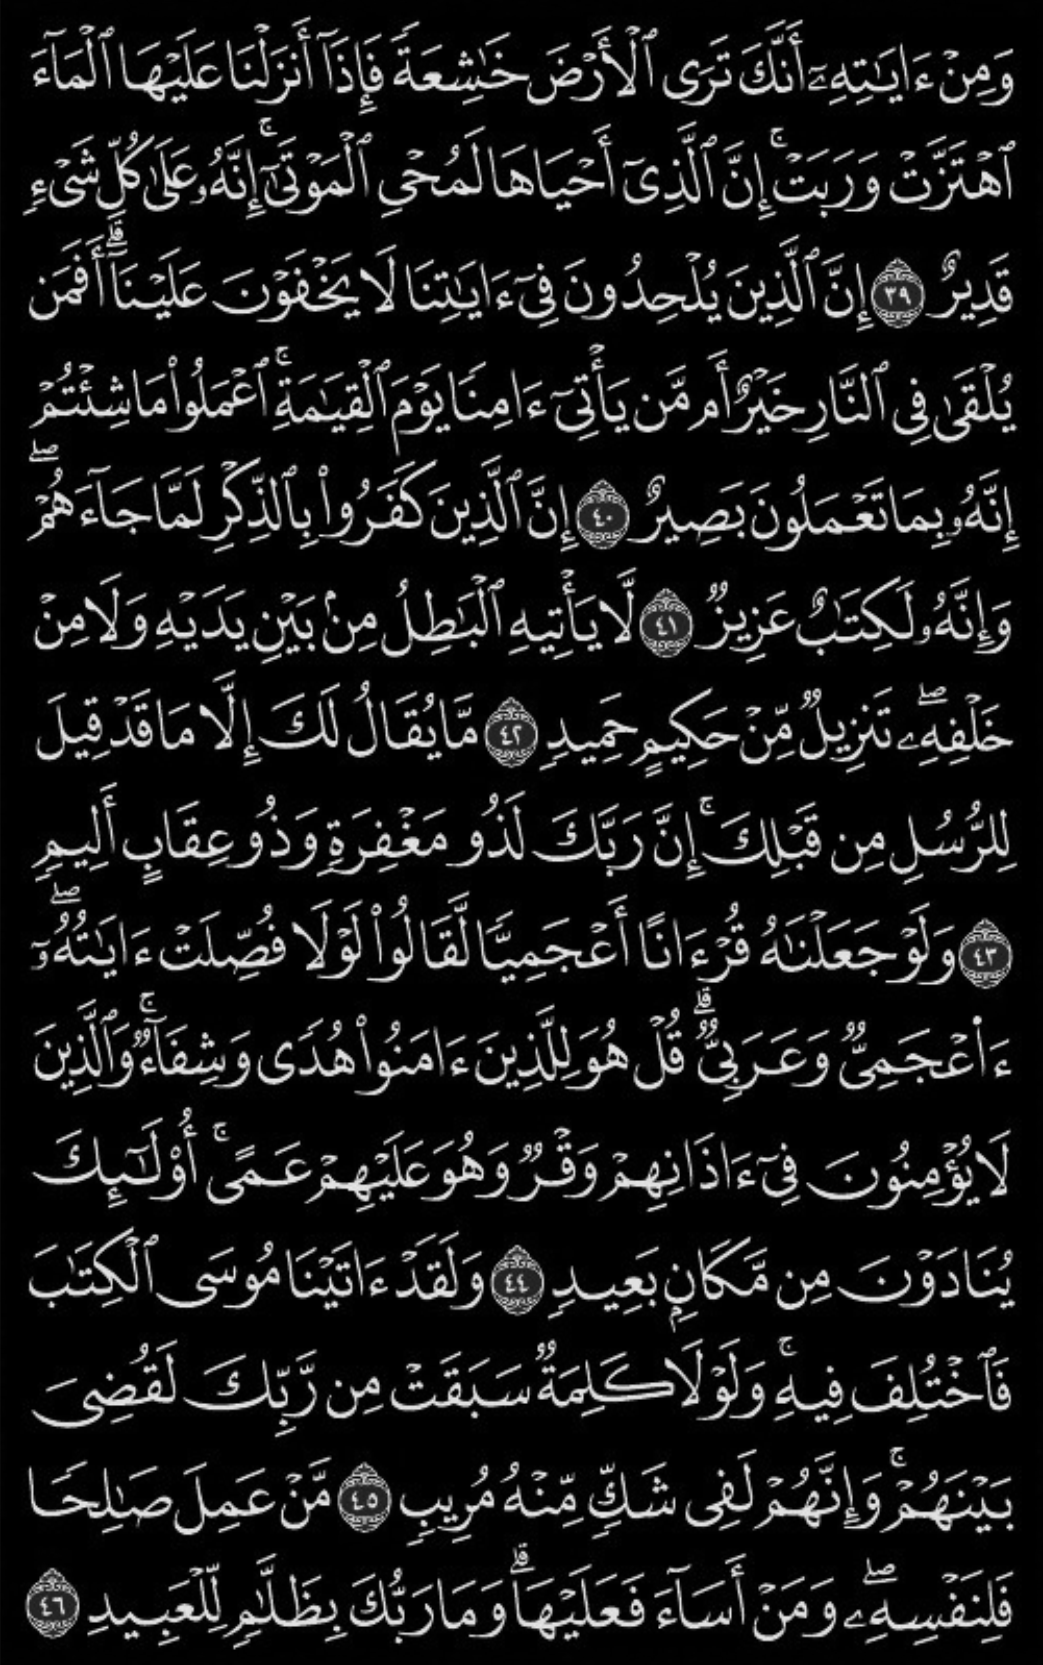 وَمِنْ ءَايَٰتِهِۦٓ أَنَّكَ تَرَى ٱلْأَرْضَ خَٰشِعَةً فَإِذَآ أَنزَلْنَا عَلَيْهَا ٱلْمَآءَ
ٱهْتَزَّتْ وَرَبَتْ ۚ إِنَّ ٱلَّذِىٓ أَحْيَاهَا لَمُحْىِ ٱلْمَوْتَىٰٓ ۚ إِنَّهُۥ عَلَىٰ كُلِّ شَىْءٍ
قَدِيرٌ ٣٩ إِنَّ ٱلَّذِينَ يُلْحِدُونَ فِىٓ ءَايَٰتِنَا لَا يَخْفَوْنَ عَلَيْنَآ ۗ أَفَمَن
يُلْقَىٰ فِى ٱلنَّارِ خَيْرٌ أَم مَّن يَأْتِىٓ ءَامِنًا يَوْمَ ٱلْقِيَٰمَةِ ۚ ٱعْمَلُوا۟ مَا شِئْتُمْ
إِنَّهُۥ بِمَا تَعْمَلُونَ بَصِيرٌ ٤٠ إِنَّ ٱلَّذِينَ كَفَرُوا۟ بِٱلذِّكْرِ لَمَّا جَآءَهُمْ ۖ
وَإِنَّهُۥ لَكِتَٰبٌ عَزِيزٌ ٤١ لَّا يَأْتِيهِ ٱلْبَٰطِلُ مِنۢ بَيْنِ يَدَيْهِ وَلَا مِنْ
خَلْفِهِۦ ۖ تَنزِيلٌ مِّنْ حَكِيمٍ حَمِيدٍ ٤٢ مَّا يُقَالُ لَكَ إِلَّا مَا قَدْ قِيلَ
لِلرُّسُلِ مِن قَبْلِكَ ۚ إِنَّ رَبَّكَ لَذُو مَغْفِرَةٍ وَذُو عِقَابٍ أَلِيمٍ
٤٣ وَلَوْ جَعَلْنَٰهُ قُرْءَانًا أَعْجَمِيًّا لَّقَالُوا۟ لَوْلَا فُصِّلَتْ ءَايَٰتُهُۥٓ ۖ
ءَا۬عْجَمِىٌّ وَعَرَبِىٌّ ۗ قُلْ هُوَ لِلَّذِينَ ءَامَنُوا۟ هُدًى وَشِفَآءٌ ۚ وَٱلَّذِينَ
لَا يُؤْمِنُونَ فِىٓ ءَاذَانِهِمْ وَقْرٌ وَهُوَ عَلَيْهِمْ عَمًى ۚ أُو۟لَٰٓئِكَ
يُنَادَوْنَ مِن مَّكَانٍۭ بَعِيدٍ ٤٤ وَلَقَدْ ءَاتَيْنَا مُوسَى ٱلْكِتَٰبَ
فَٱخْتُلِفَ فِيهِ ۚ وَلَوْلَا كَلِمَةٌ سَبَقَتْ مِن رَّبِّكَ لَقُضِىَ
بَيْنَهُمْ ۚ وَإِنَّهُمْ لَفِى شَكٍّ مِّنْهُ مُرِيبٍ ٤٥ مَّنْ عَمِلَ صَٰلِحًا
فَلِنَفْسِهِۦ ۖ وَمَنْ أَسَآءَ فَعَلَيْهَا ۗ وَمَا رَبُّكَ بِظَلَّٰمٍ لِّلْعَبِيدِ ٤٦